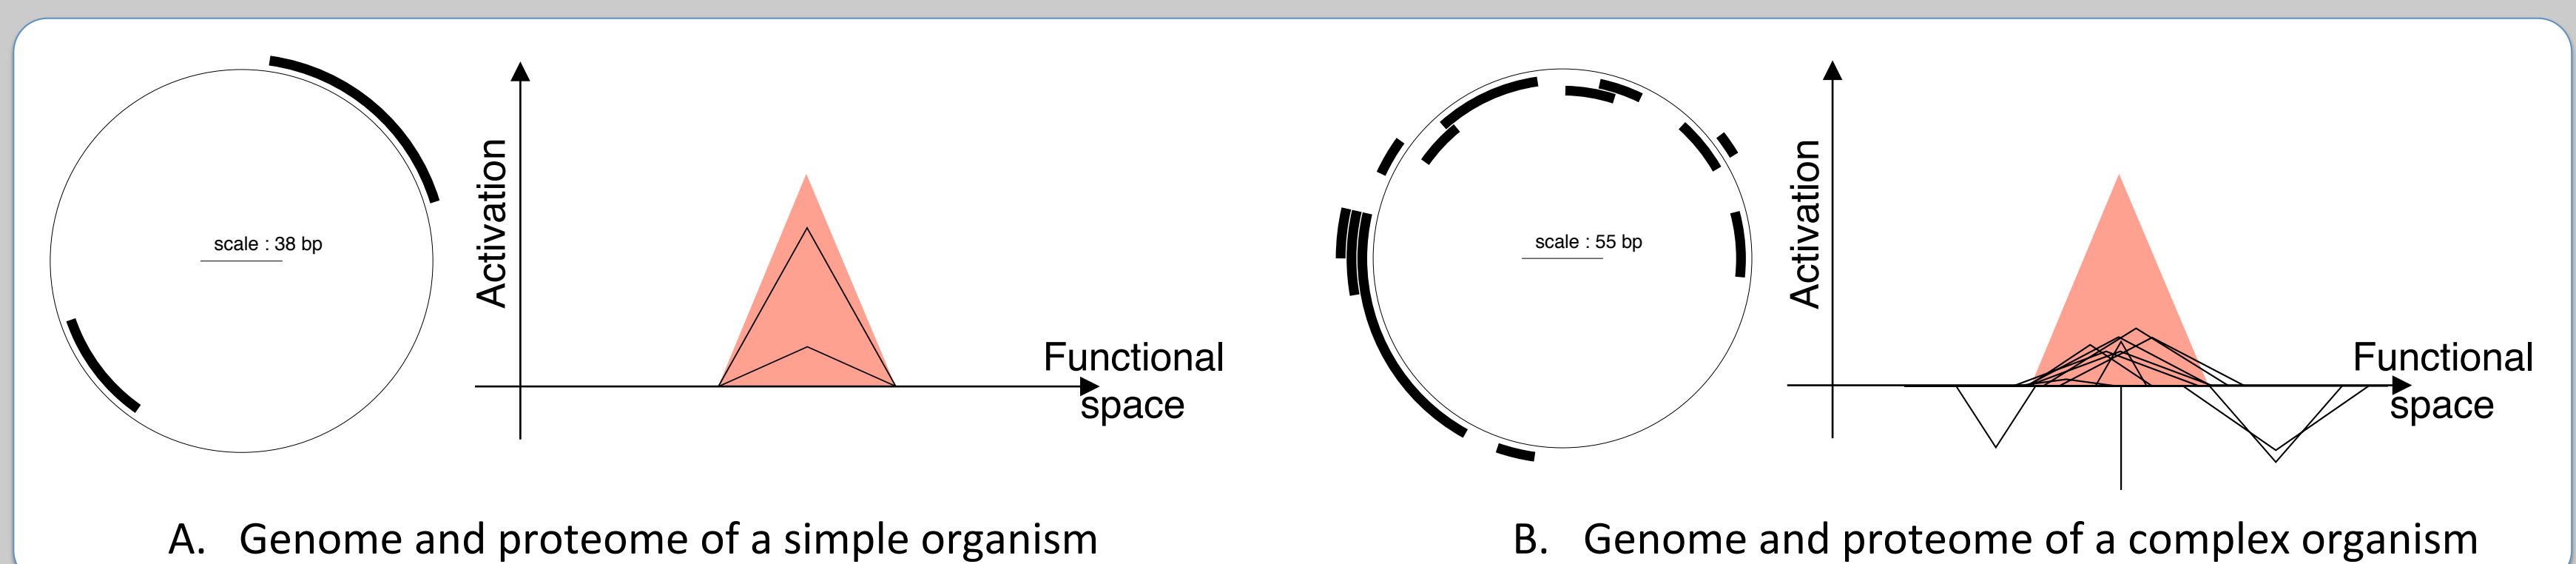 scale : 38 bp
Activation
Functional
space
scale : 55 bp
Activation
Functional
space
A. Genome and proteome of a simple organism
B. Genome and proteome of a complex organism